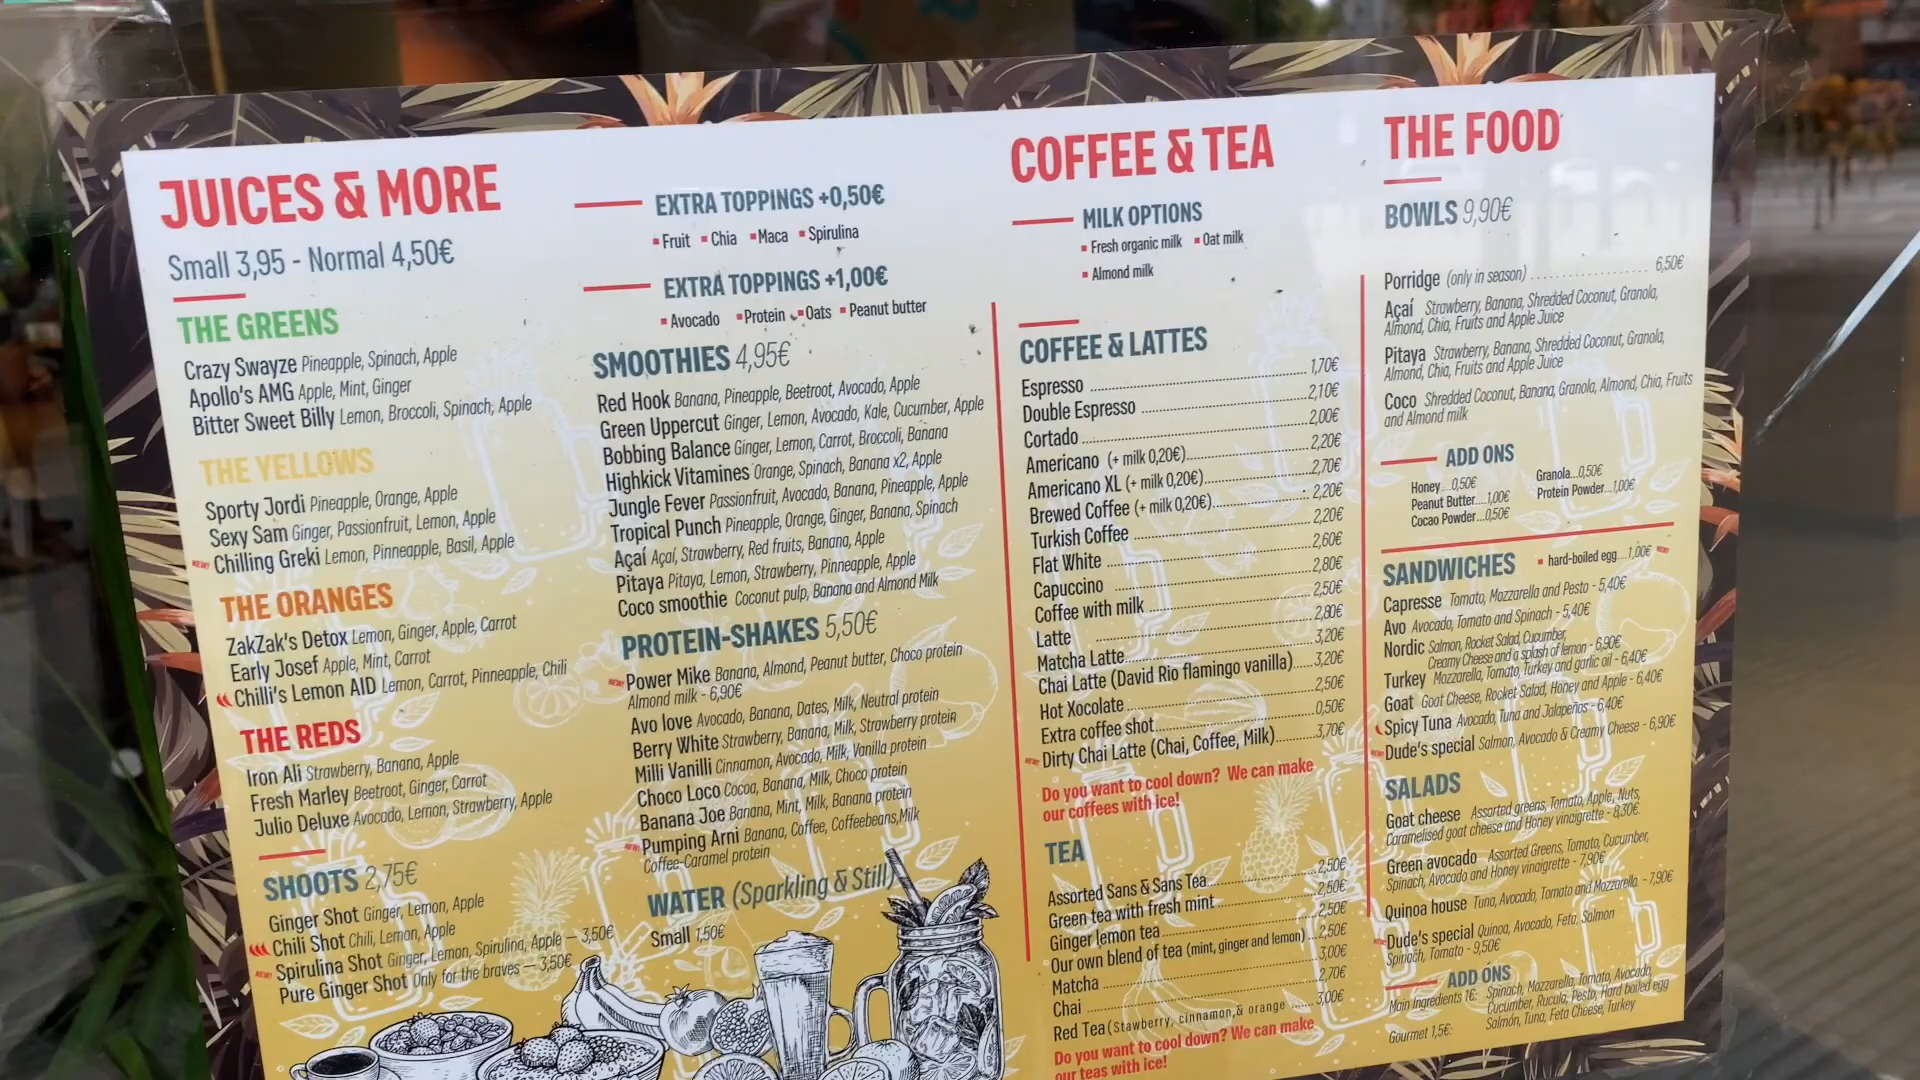 JUICES & MORE
Small 3,95 - Normal 4,50€
THE GREENS
Crazy Swayze Pineapple, Spinach, Apple
Apollo's AMG Apple, Mint, Ginger
Bitter Sweet Billy Lemon, Broccoli, Spinach, Apple
THE YELLOWS
Sporty Jordi Pineapple, Orange, Apple
Sexy Sam Ginger, Passionfruit, Lemon, Apple
NEW! Chilling Greki Lemon, Pinneapple, Basil, Apple
THE ORANGES
ZakZak's Detox Lemon, Ginger, Apple, Carrot
Early Josef Apple, Mint, Carrot
Chilli's Lemon AID Lemon, Carrot, Pinneapple, Chili
THE REDS
Iron Ali Strawberry, Banana, Apple
Fresh Marley Beetroot, Ginger, Carrot
Julio Deluxe Avocado, Lemon, Strawberry, Apple
SHOOTS 2,75€
Ginger Shot Ginger, Lemon, Apple
Chili Shot Chili, Lemon, Apple
NEW! Spirulina Shot Ginger, Lemon, Spirulina, Apple — 3,50€
Pure Ginger Shot Only for the braves — 3,50€
EXTRA TOPPINGS +0,50€
Fruit Chia Maca Spirulina
EXTRA TOPPINGS +1,00€
Avocado Protein Oats Peanut butter
SMOOTHIES 4,95€
Red Hook Banana, Pineapple, Beetroot, Avocado, Apple
Green Uppercut Ginger, Lemon, Avocado, Kale, Cucumber, Apple
Bobbing Balance Ginger, Lemon, Carrot, Broccoli, Banana
Highkick Vitamines Orange, Spinach, Banana x2, Apple
Jungle Fever Passionfruit, Avocado, Banana, Pineapple, Apple
Tropical Punch Pineapple, Orange, Ginger, Banana, Spinach
Açaí Açaí, Strawberry, Red fruits, Banana, Apple
Pitaya Pitaya, Lemon, Strawberry, Pinneapple, Apple
Coco smoothie Coconut pulp, Banana and Almond Milk
PROTEIN-SHAKES 5,50€
NEW! Power Mike Banana, Almond, Peanut butter, Choco protein
Almond milk - 6,90€
Avo love Avocado, Banana, Dates, Milk, Neutral protein
Berry White Strawberry, Banana, Milk, Strawberry protein
Milli Vanilli Cinnamon, Avocado, Milk, Vanilla protein
Choco Loco Cocoa, Banana, Milk, Choco protein
Banana Joe Banana, Mint, Milk, Banana protein
NEW! Pumping Arni Banana, Coffee, Coffeebeans, Milk
Coffee-Caramel protein
WATER (Sparkling & Still)
Small 1,50€
COFFEE & TEA
MILK OPTIONS
Fresh organic milk Oat milk
Almond milk
COFFEE & LATTES
Espresso 1,70€
Double Espresso 2,10€
Cortado 2,00€
Americano (+ milk 0,20€) 2,20€
Americano XL (+ milk 0,20€) 2,70€
Brewed Coffee (+ milk 0,20€) 2,20€
Turkish Coffee 2,20€
Flat White 2,60€
Capuccino 2,80€
Coffee with milk 2,50€
Latte 2,80€
Matcha Latte 3,20€
Chai Latte (David Rio flamingo vanilla) 3,20€
Hot Xocolate 2,50€
Extra coffee shot 0,50€
NEW! Dirty Chai Latte (Chai, Coffee, Milk) 3,70€
Do you want to cool down? We can make
our coffees with ice!
TEA
Assorted Sans & Sans Tea 2,50€
Green tea with fresh mint 2,60€
Ginger lemon tea 2,50€
Our own blend of tea (mint, ginger and lemon) 2,50€
Matcha 3,00€
Chai 2,70€
Red Tea (Stawberry, cinnamon, & orange 3,00€
Do you want to cool down? We can make
our teas with ice!
THE FOOD
BOWLS 9,90€
Porridge (only in season) 6,50€
Açaí Strawberry, Banana, Shredded Coconut, Granola,
Almond, Chia, Fruits and Apple Juice
Pitaya Strawberry, Banana, Shredded Coconut, Granola,
Almond, Chia, Fruits and Apple Juice
Coco Shredded Coconut, Banana, Granola, Almond, Chia, Fruits
and Almond milk
ADD ONS
Honey...0,50€ Granola...0,50€
Peanut Butter....1,00€ Protein Powder...1,00€
Cocao Powder...0,50€
SANDWICHES hard-boiled egg....1,00€ NEW!
Capresse Tomato, Mozzarella and Pesto - 5,40€
Avo Avocado, Tomato and Spinach - 5,40€
Nordic Salmon, Rocket Salad, Cucumber,
Creamy Cheese and a splash of lemon - 6,90€
Turkey Mozzarella, Tomato, Turkey and garlic oil - 6,40€
Goat Goat Cheese, Rocket Salad, Honey and Apple - 6,40€
Spicy Tuna Avocado, Tuna and Jalapeños - 6,40€
NEW! Dude's special Salmon, Avocado & Creamy Cheese - 6,90€
SALADS
Goat cheese Assorted greens, Tomato, Apple, Nuts,
Caramelised goat cheese and Honey vinaigrette - 8,30€.
Green avocado Assorted Greens, Tomato, Cucumber,
Spinach, Avocado and Honey vinaigrette - 7,90€
Quinoa house Tuna, Avocado, Tomato and Mozzarella - 7,90€
NEW! Dude's special Quinoa, Avocado, Feta, Salmon
Spinach, Tomato - 9,50€
ADD ONS
Main Ingredients 1€: Spinach, Mozzarella, Tomato, Avocado,
Cucumber, Rucula, Pesto, Hard boiled egg
Gourmet 1,5€: Salmón, Tuna, Feta Cheese, Turkey